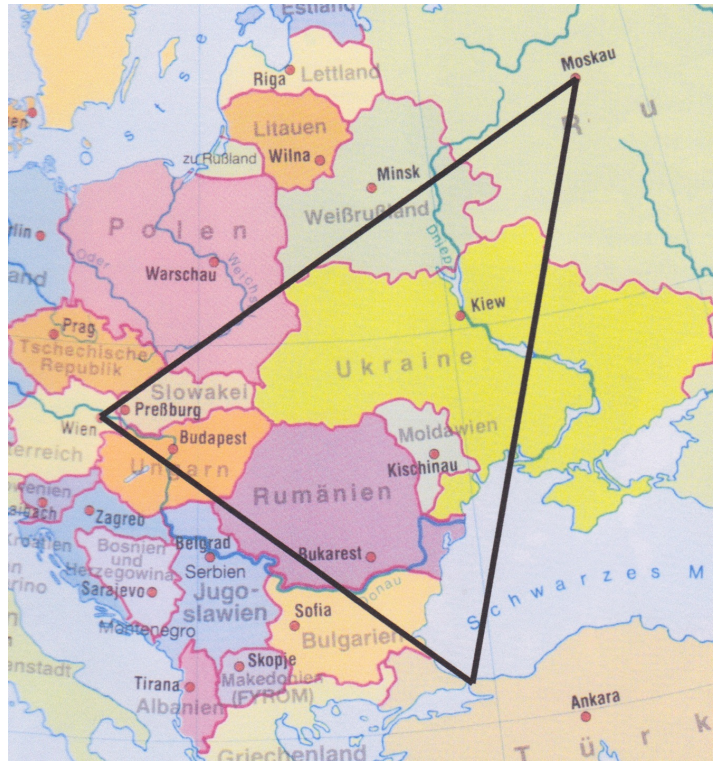 Estland
Moskau
Riga
Lettland
R u
O s t s e
Litauen
Wilna
zu Rußland
Minsk
Weißrußland
Polen
Dnjepr
Oder
Warschau
Weichsel
Kiew
Prag
Tschechische
Republik
Ukraine
Slowakei
Preßburg
Wien
Budapest
Moldawien
Kischinau
Ungarn
Rumänien
Zagreb
Kroatien
Bosnien
und
Herzegowina
Belgrad
Serbien
Bukarest
Sarajevo
Jugo-
slawien
Donau
Schwarzes M
Montenegro
Sofia
Bulgarien
Skopje
Makedonien
(FYROM)
Tirana
Albanien
Ankara
Griechenland
T ü r k